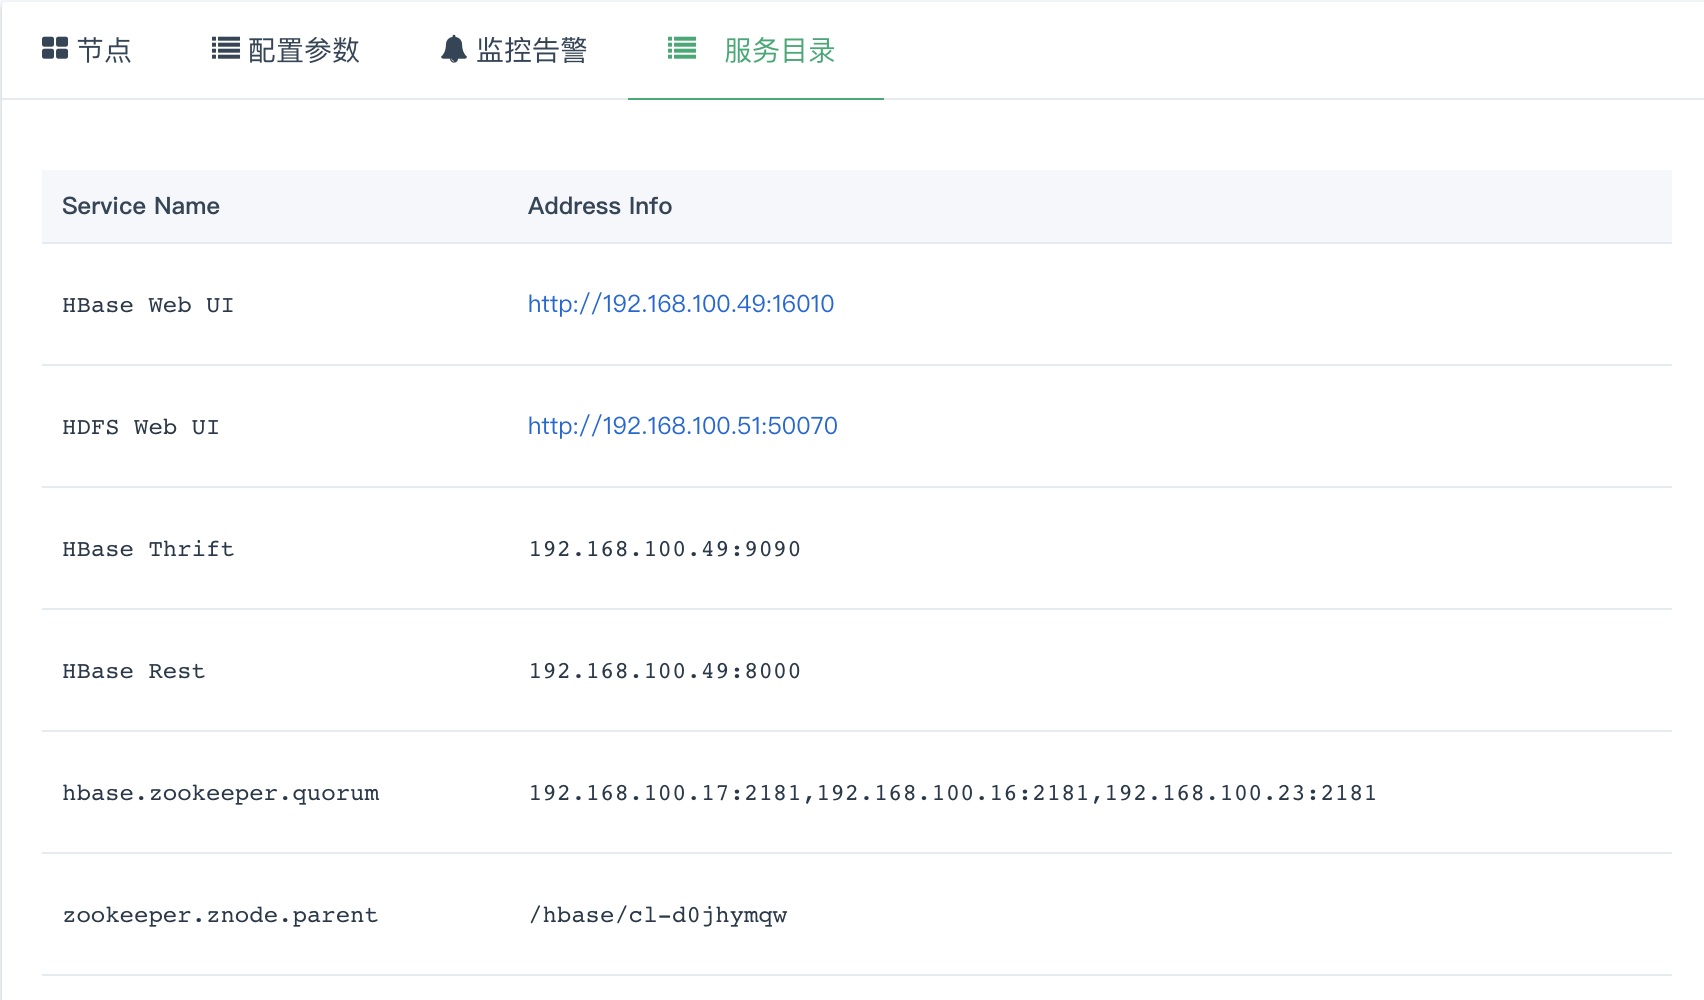 节点 配置参数 监控告警 服务目录
Service Name Address Info
HBase Web UI http://192.168.100.49:16010
HDFS Web UI http://192.168.100.51:50070
HBase Thrift 192.168.100.49:9090
HBase Rest 192.168.100.49:8000
hbase.zookeeper.quorum 192.168.100.17:2181,192.168.100.16:2181,192.168.100.23:2181
zookeeper.znode.parent /hbase/cl-d0jhymqw